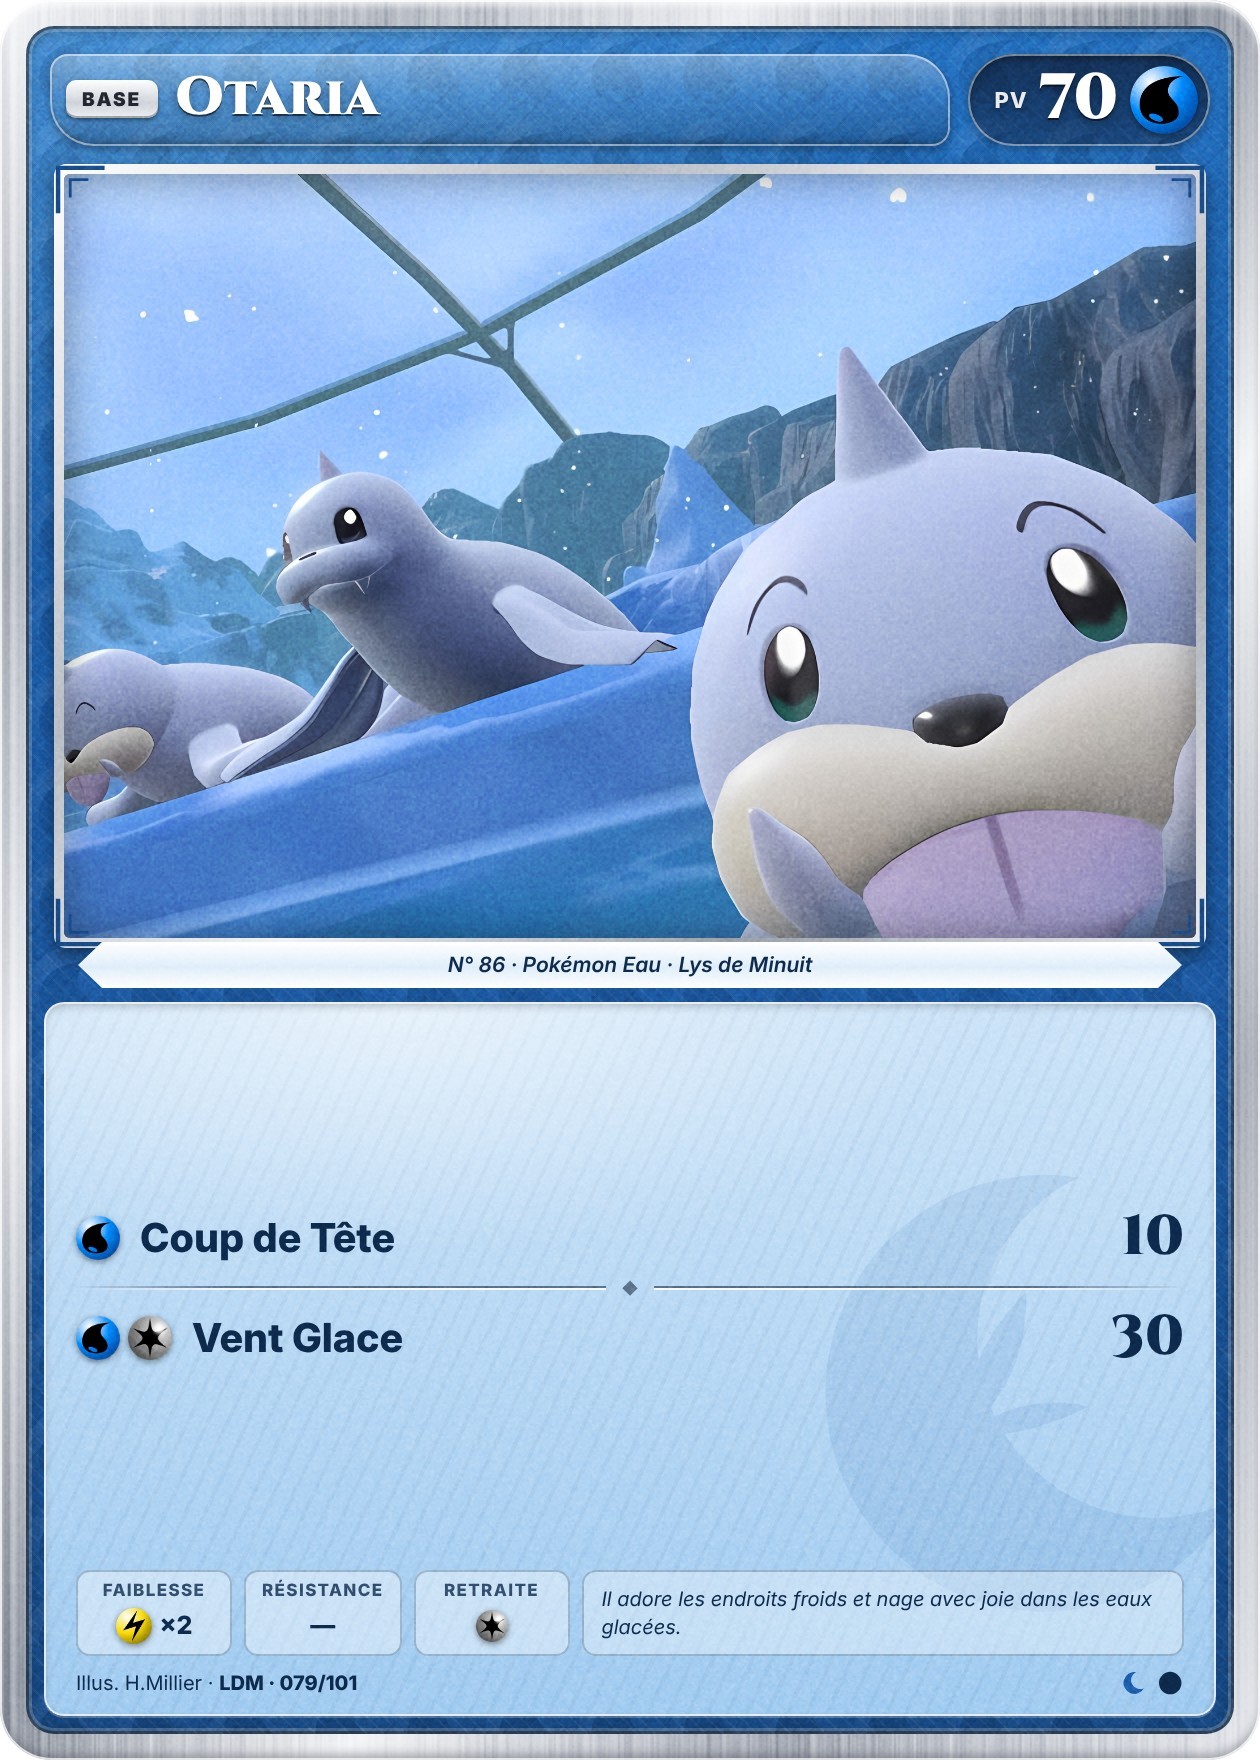 BASE Otaria PV 70
N° 86 · Pokémon Eau · Lys de Minuit
Coup de Tête 10
Vent Glace 30
FAIBLESSE RÉSISTANCE RETRAITE
×2 —
Il adore les endroits froids et nage avec joie dans les eaux
glacées.
Illus. H.Millier · LDM · 079/101